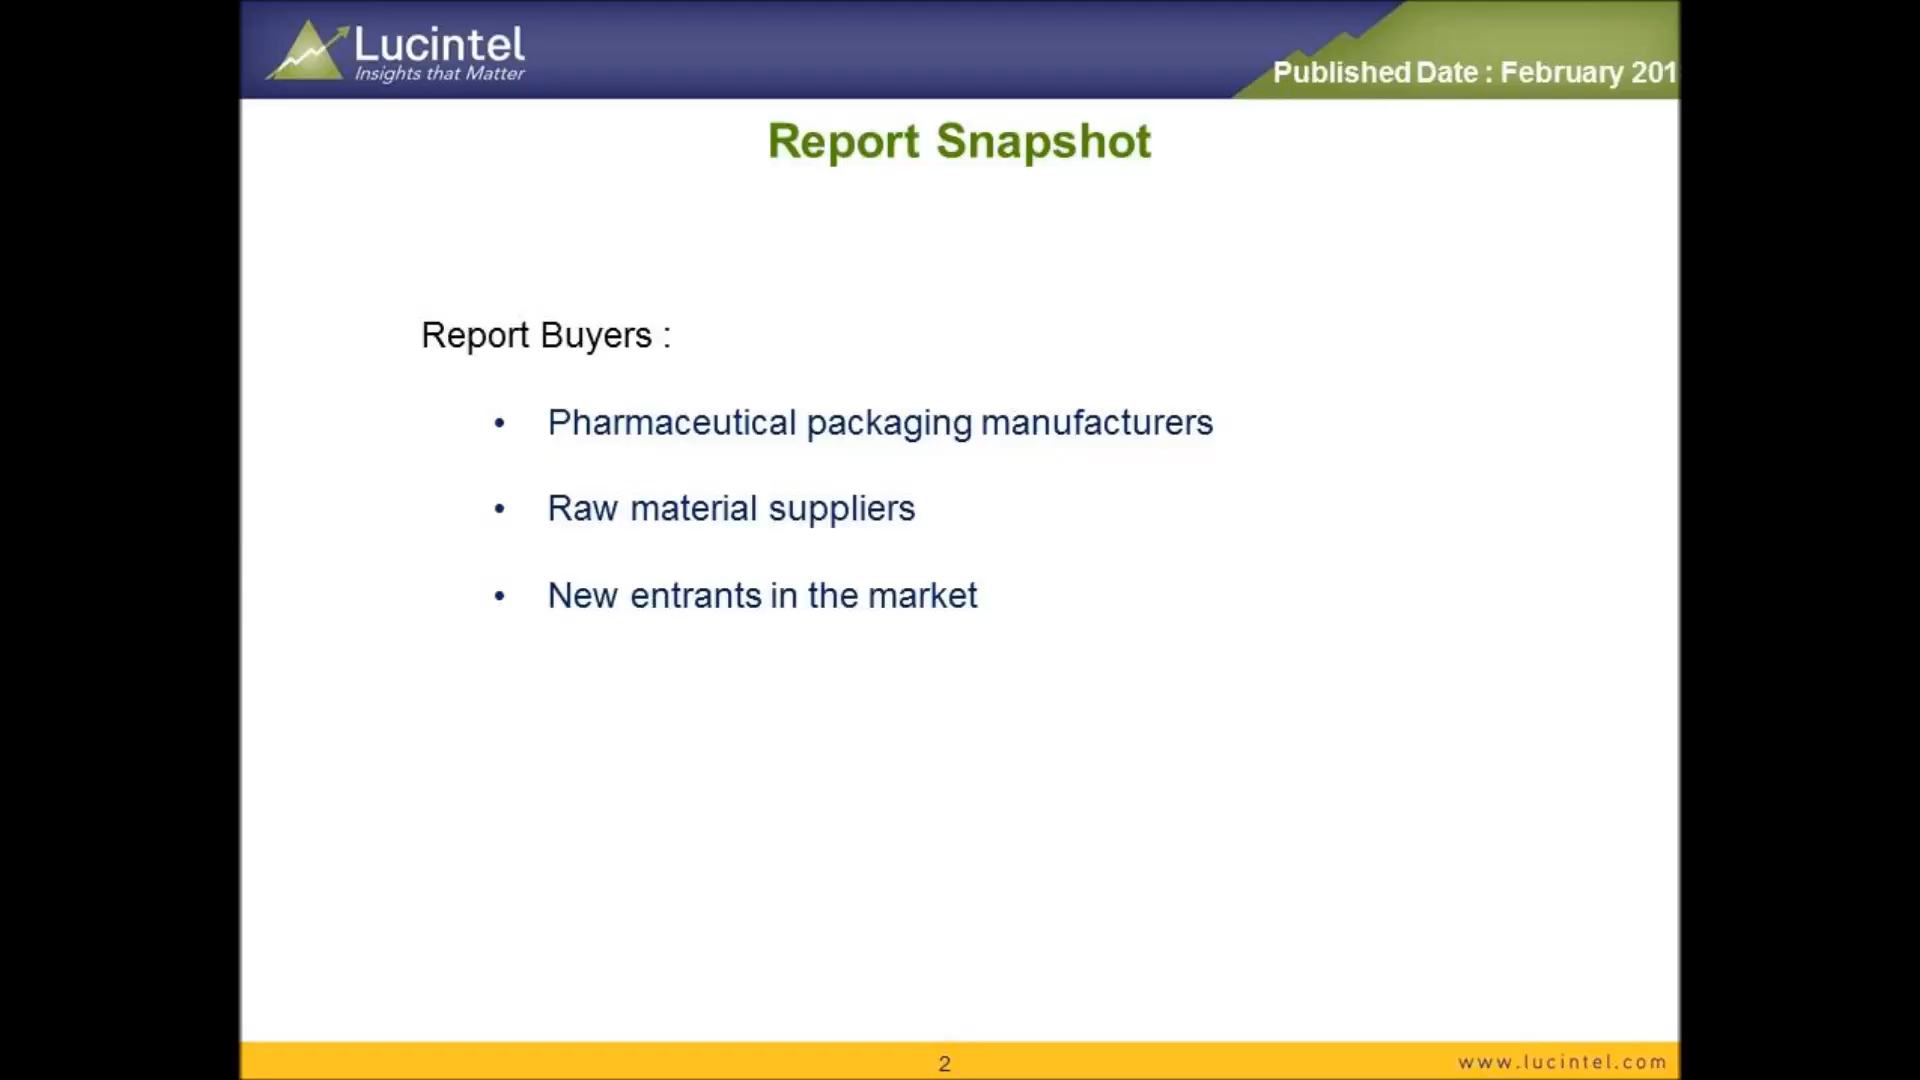 Lucintel
Insights that Matter
Published Date : February 201
Report Snapshot
Report Buyers :
• Pharmaceutical packaging manufacturers
• Raw material suppliers
• New entrants in the market
2
www.lucintel.com